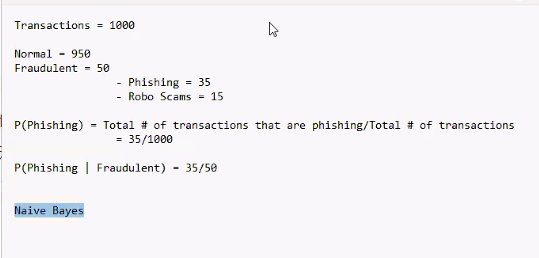 Transactions = 1000
Normal - 950
Fraudulent - 50
- Phishing - 35
- Robo Scams - 15
P(Phishing) = Total # of transactions that are phishing/Total # of transactions
= 35/1000
P(Phishing | Fraudulent) - 35/50
Naive Bayes